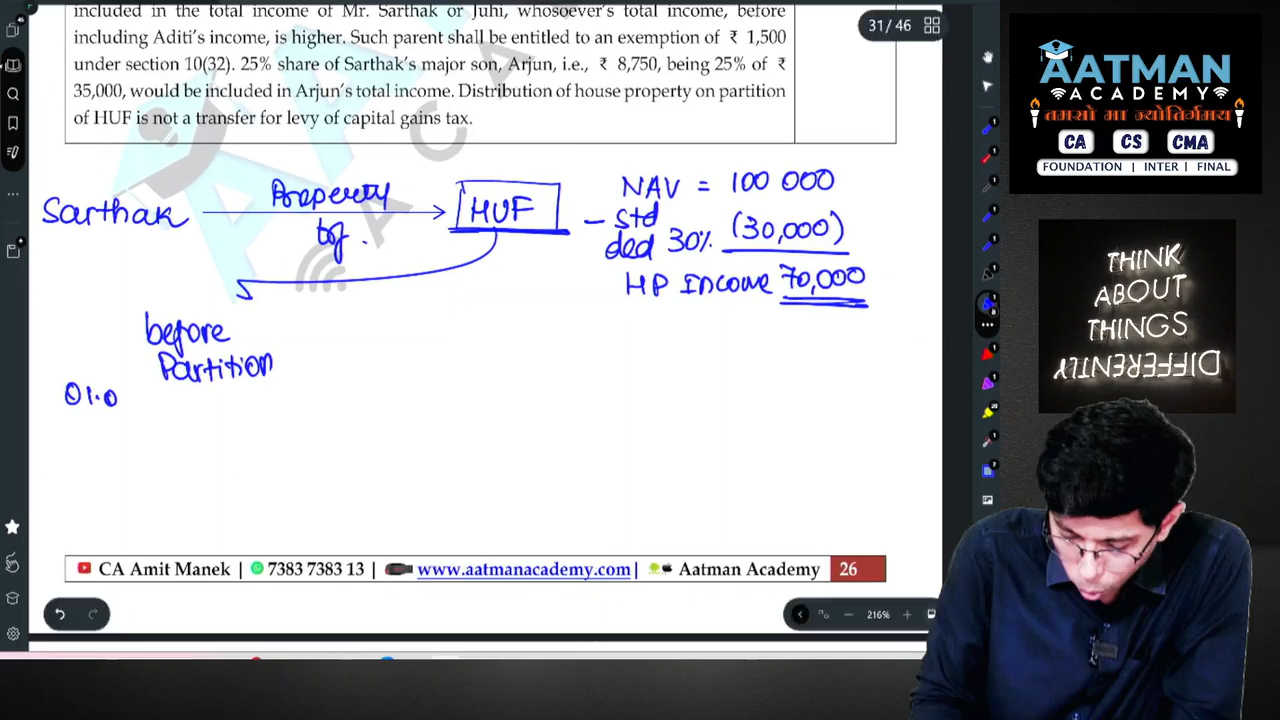 included in the total income of Mr. Sarthak or Juhi, whosoever's total income, before
including Aditi's income, is higher. Such parent shall be entitled to an exemption of ₹ 1,500
under section 10(32). 25% share of Sarthak's major son, Arjun, i.e., ₹ 8,750, being 25% of ₹
35,000, would be included in Arjun's total income. Distribution of house property on partition
of HUF is not a transfer for levy of capital gains tax.
31/46
Sarthak
Property
tof.
HUF
NAV = 100 000
- std
ded 30% (30,000)
HP Income 70,000
before
Partition
01.0
CA Amit Manek | 7383 7383 13 | www.aatmanacademy.com | Aatman Academy 26
216%
AATMAN
ACADEMY
तमसो मा ज्योतिर्गमय
CA CS CMA
FOUNDATION | INTER | FINAL
THINK
ABOUT
THINGS
DIFFERENTLY